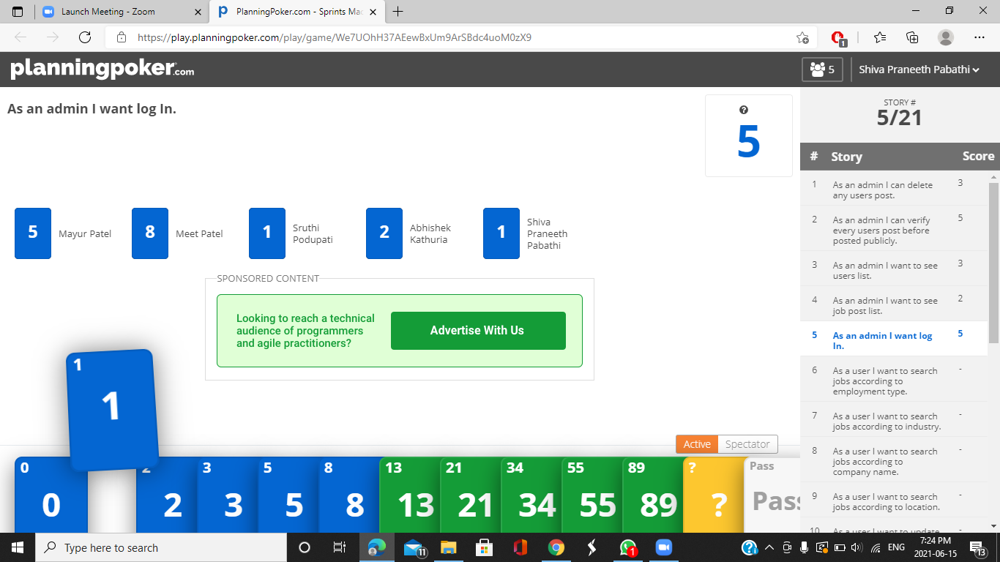 Launch Meeting - Zoom
PlanningPoker.com - Sprints Mac
https://play.planningpoker.com/play/game/We7UOhH37AEewBxUm9ArSBdc4uoM0zX9
1
planningpoker.com
5
Shiva Praneeth Pabathi
As an admin I want log In.
?
5
5
Mayur Patel
8
Meet Patel
1
Sruthi
Podupati
2
Abhishek
Kathuria
1
Shiva
Praneeth
Pabathi
SPONSORED CONTENT
Looking to reach a technical
audience of programmers
and agile practitioners?
Advertise With Us
1
1
Active
Spectator
0
0
2
2
3
3
5
5
8
8
13
13
21
21
34
34
55
55
89
89
?
?
Pass
Pass
STORY #
5/21
# Story Score
1 As an admin I can delete 3
any users post.
2 As an admin I can verify 5
every users post before
posted publicly.
3 As an admin I want to see 3
users list.
4 As an admin I want to see 2
job post list.
5 As an admin I want log 5
In.
6 As a user I want to search -
jobs according to
employment type.
7 As a user I want to search -
jobs according to industry.
8 As a user I want to search -
jobs according to
company name.
9 As a user I want to search -
jobs according to location.
10 As a user I want to update -
Type here to search
11
1
?
ENG
7:24 PM
2021-06-15
13